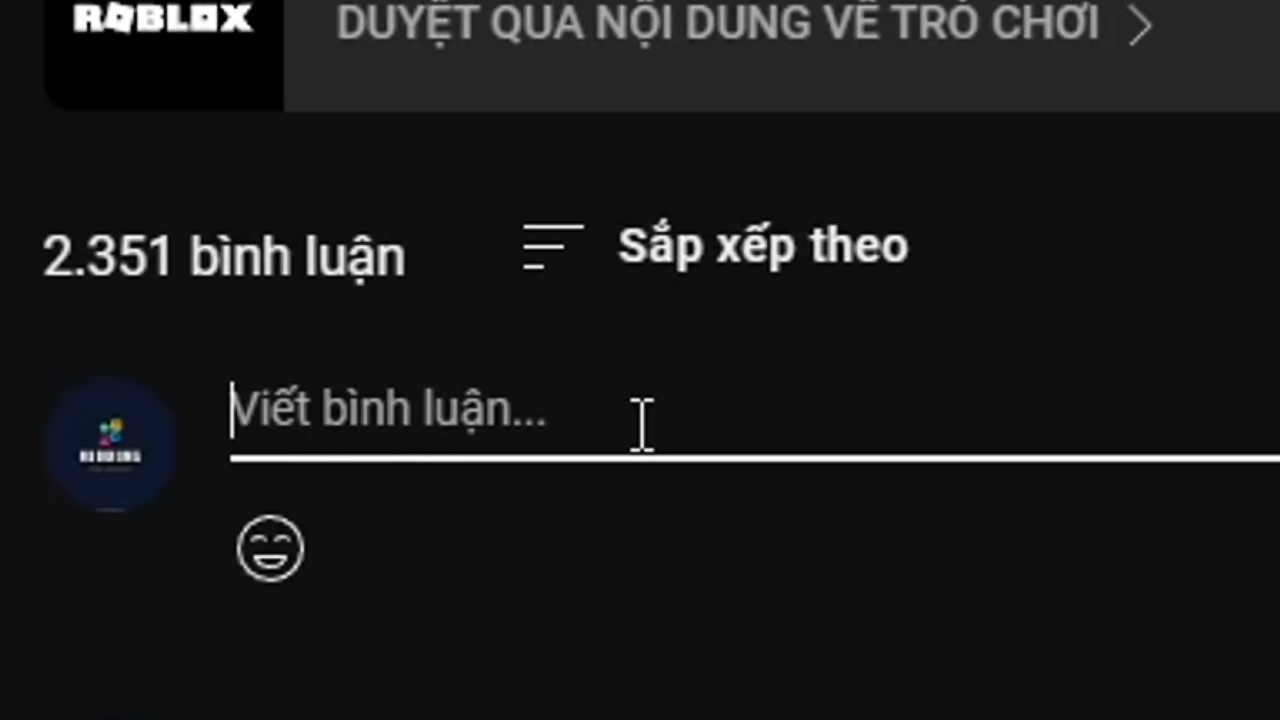 ROBLOX
DUYỆT QUA NỘI DUNG VỀ TRÒ CHƠI
2.351 bình luận
Sắp xếp theo
Viết bình luận...